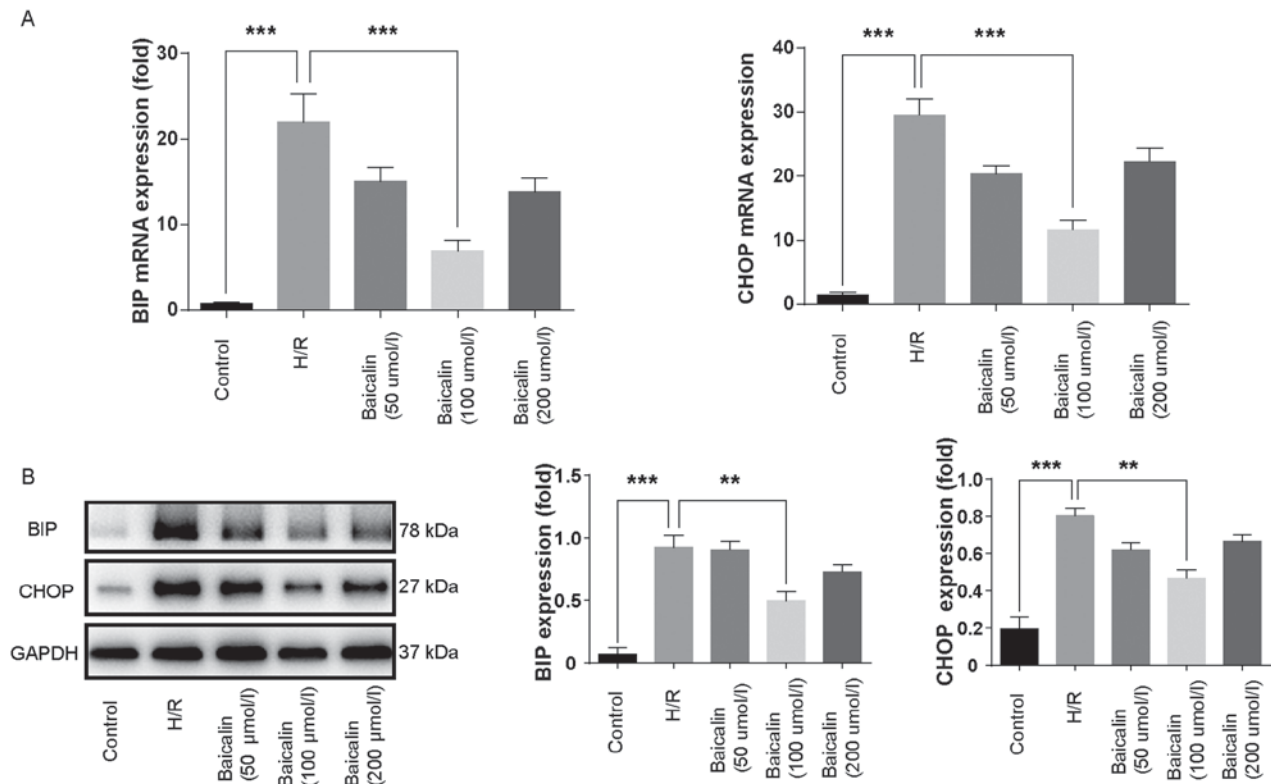 A
BIP mRNA expression (fold)
30
20
10
0
***
***
Control
H/R
Baicalin
(50 umol/l)
Baicalin
(100 umol/l)
Baicalin
(200 umol/l)
CHOP mRNA expression
40
30
20
10
0
***
***
Control
H/R
Baicalin
(50 umol/l)
Baicalin
(100 umol/l)
Baicalin
(200 umol/l)
B
BIP
78 kDa
CHOP
27 kDa
GAPDH
37 kDa
Control
H/R
Baicalin
(50 μmol/l)
Baicalin
(100 μmol/l)
Baicalin
(200 μmol/l)
BIP expression (fold)
1.5
1.0
0.5
0
***
**
Control
H/R
Baicalin
(50 umol/l)
Baicalin
(100 umol/l)
Baicalin
(200 umol/l)
CHOP expression (fold)
1.0
0.8
0.6
0.4
0.2
0
***
**
Control
H/R
Baicalin
(50 umol/l)
Baicalin
(100 umol/l)
Baicalin
(200 umol/l)